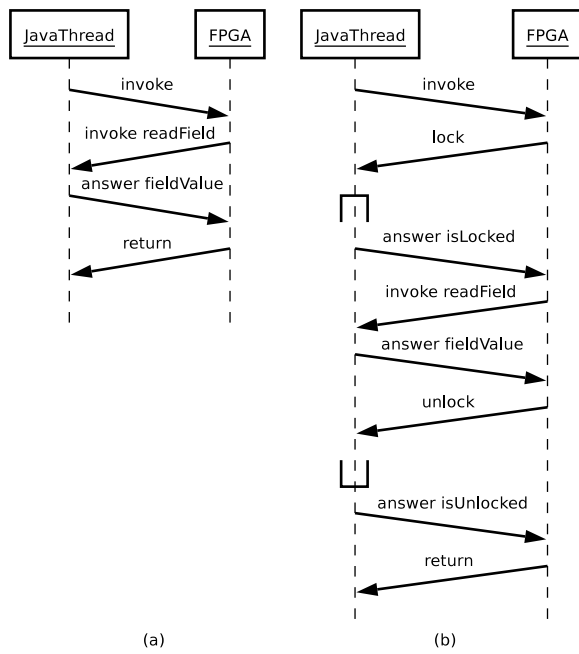 JavaThread
FPGA
invoke
invoke readField
answer fieldValue
return
(a)
JavaThread
FPGA
invoke
lock
answer isLocked
invoke readField
answer fieldValue
unlock
answer isUnlocked
return
(b)